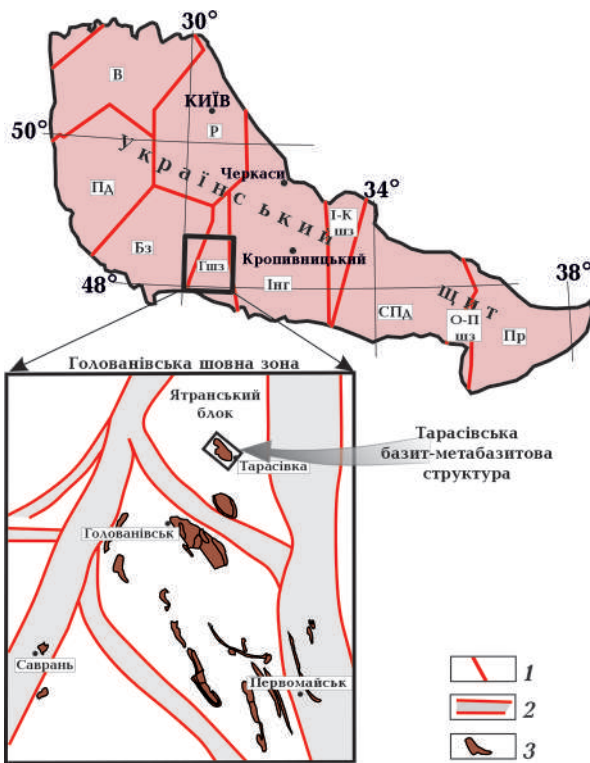 30°
В
КИЇВ
50°
Р
Український
Черкаси
34°
Пд
І-К
шз
Бз
Кропивницький
38°
48°
Гшз
Інг
щит
СПд
О-П
шз
Пр
Голованівська шовна зона
Ятранський
блок
Тарасівська
базит-метабазитова
структура
Тарасівка
Голованівськ
Саврань
Первомайськ
1
2
3